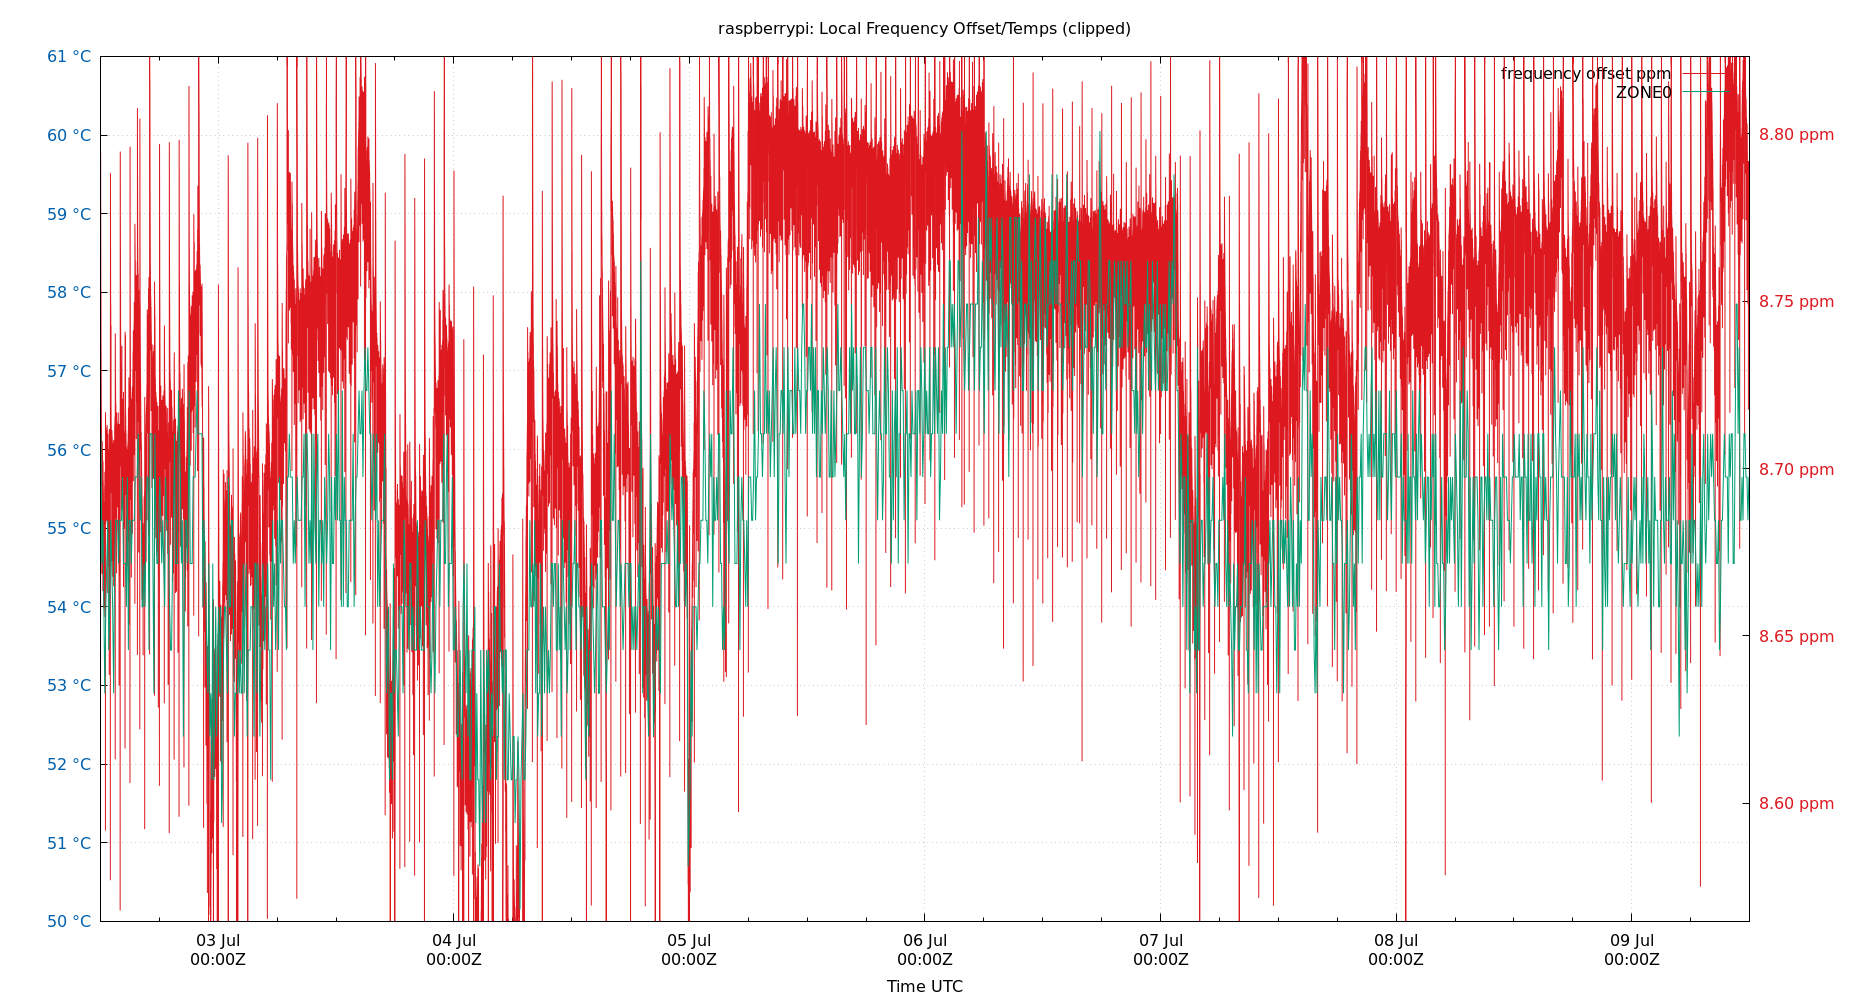 raspberrypi: Local Frequency Offset/Temps (clipped)
61 °C
60 °C
59 °C
58 °C
57 °C
56 °C
55 °C
54 °C
53 °C
52 °C
51 °C
50 °C
frequency offset ppm
ZONE0
8.80 ppm
8.75 ppm
8.70 ppm
8.65 ppm
8.60 ppm
03 Jul
00:00Z
04 Jul
00:00Z
05 Jul
00:00Z
06 Jul
00:00Z
07 Jul
00:00Z
08 Jul
00:00Z
09 Jul
00:00Z
Time UTC